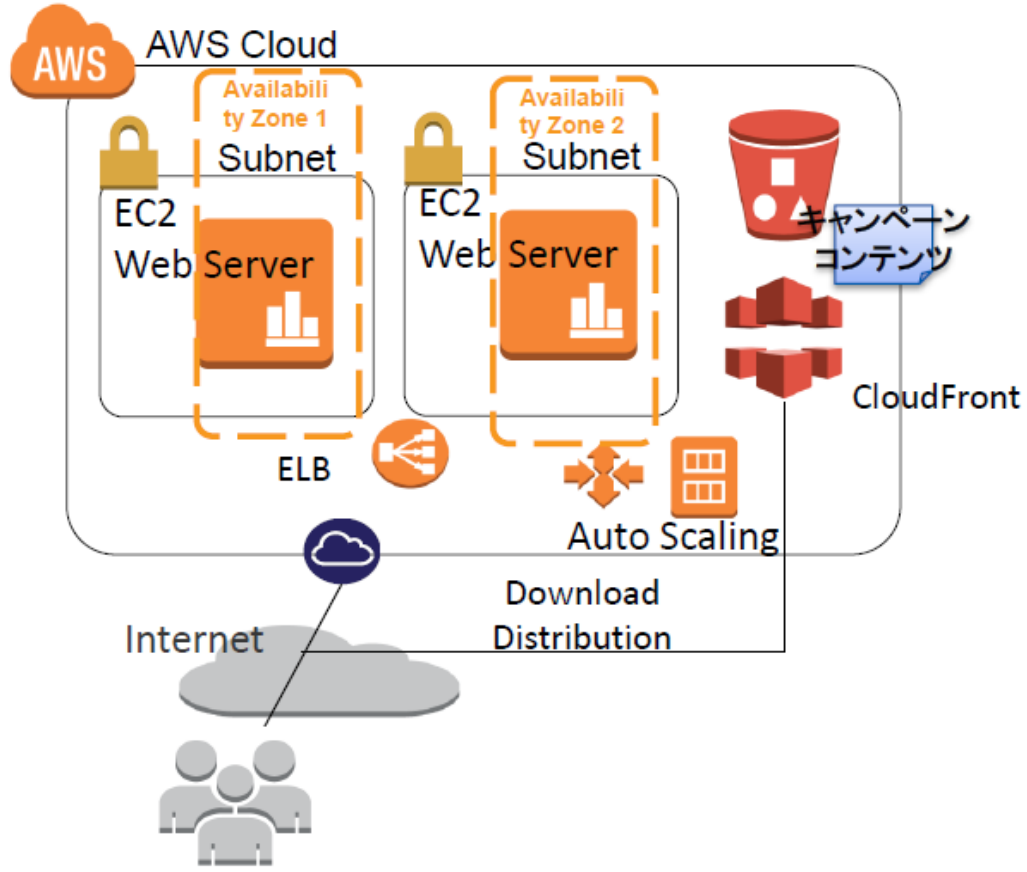 AWS
AWS Cloud
Availabili
ty Zone 1
Subnet
EC2
Web Server
Availabili
ty Zone 2
Subnet
EC2
Web Server
キャンペーン
コンテンツ
CloudFront
ELB
Auto Scaling
Download
Distribution
Internet